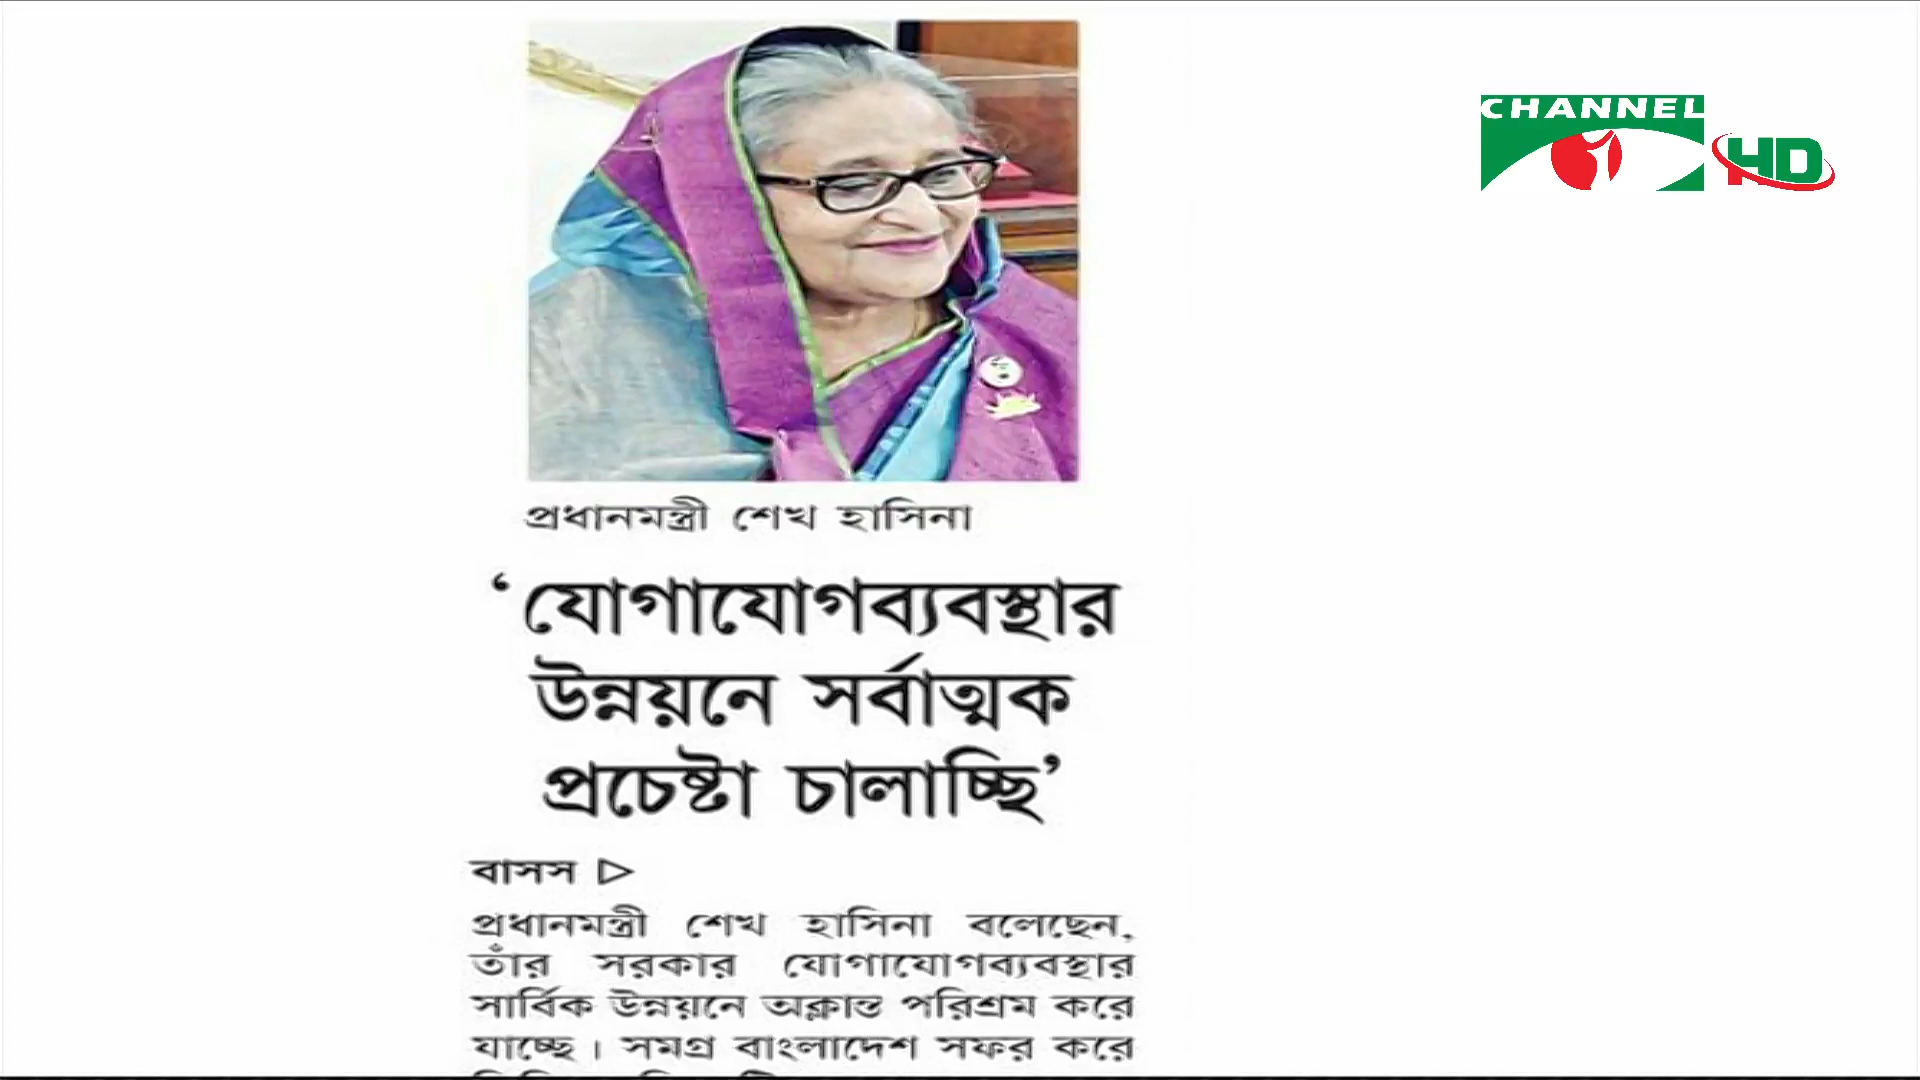 CHANNEL
HD
প্রধানমন্ত্রী শেখ হাসিনা
‘যোগাযোগব্যবস্থার
উন্নয়নে সর্বাত্মক
প্রচেষ্টা চালাচ্ছি’
বাসস ▷
প্রধানমন্ত্রী শেখ হাসিনা বলেছেন,
তাঁর সরকার যোগাযোগব্যবস্থার
সার্বিক উন্নয়নে অক্লান্ত পরিশ্রম করে
যাচ্ছে। সমগ্র বাংলাদেশ সফর করে